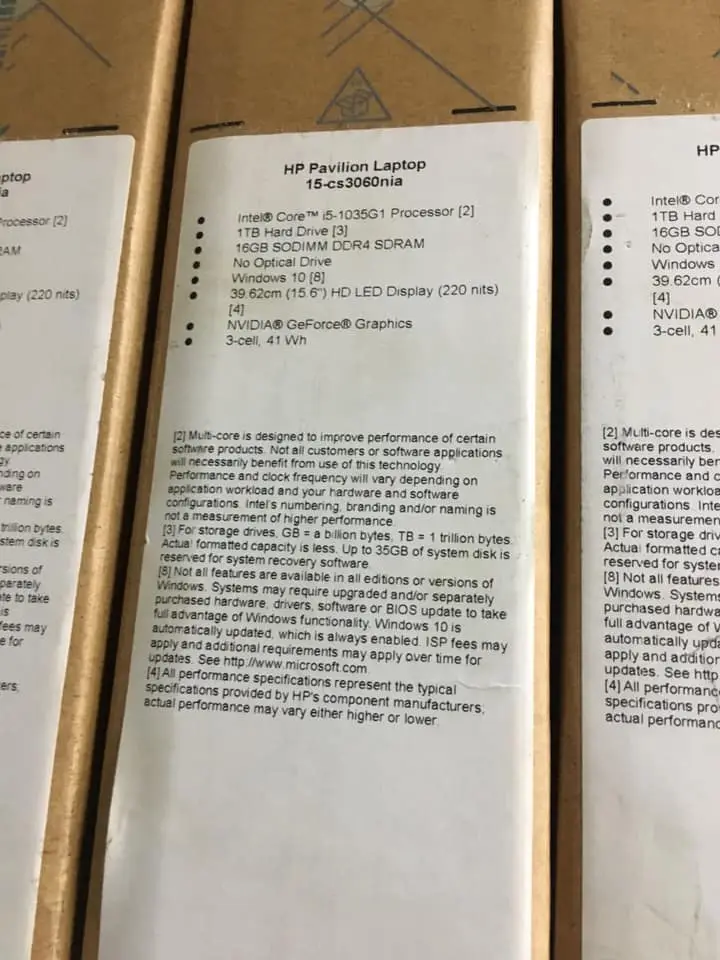 HP Pavilion Laptop
15-cs3060nia
Intel® Core™ i5-1035G1 Processor [2]
1TB Hard Drive [3]
16GB SODIMM DDR4 SDRAM
No Optical Drive
Windows 10 [8]
39.62cm (15.6") HD LED Display (220 nits)
[4]
NVIDIA® GeForce® Graphics
3-cell, 41 Wh
[2] Multi-core is designed to improve performance of certain
software products. Not all customers or software applications
will necessarily benefit from use of this technology.
Performance and clock frequency will vary depending on
application workload and your hardware and software
configurations. Intel's numbering, branding and/or naming is
not a measurement of higher performance.
[3] For storage drives, GB = a billion bytes, TB = 1 trillion bytes.
Actual formatted capacity is less. Up to 35GB of system disk is
reserved for system recovery software.
[8] Not all features are available in all editions or versions of
Windows. Systems may require upgraded and/or separately
purchased hardware, drivers, software or BIOS update to take
full advantage of Windows functionality. Windows 10 is
automatically updated, which is always enabled. ISP fees may
apply and additional requirements may apply over time for
updates. See http://www.microsoft.com.
[4] All performance specifications represent the typical
specifications provided by HP's component manufacturers;
actual performance may vary either higher or lower.
Processor [2]
play (220 nits)
ce of certain
applications
nding on
naming is
trillion bytes.
stem disk is
rsions of
parately
te to take
is
fees may
e for
HP
Intel® Cor
1TB Hard
16GB SOD
No Optica
Windows
39.62cm (
[4]
NVIDIA®
3-cell, 41
[2] Multi-core is des
software products.
will necessarily ben
Performance and c
application workload
configurations. Inte
not a measuremen
[3] For storage driv
Actual formatted ca
reserved for system
[8] Not all features
Windows. Systems
purchased hardwa
full advantage of W
automatically upda
apply and addition
updates. See http
[4] All performanc
specifications pro
actual performanc